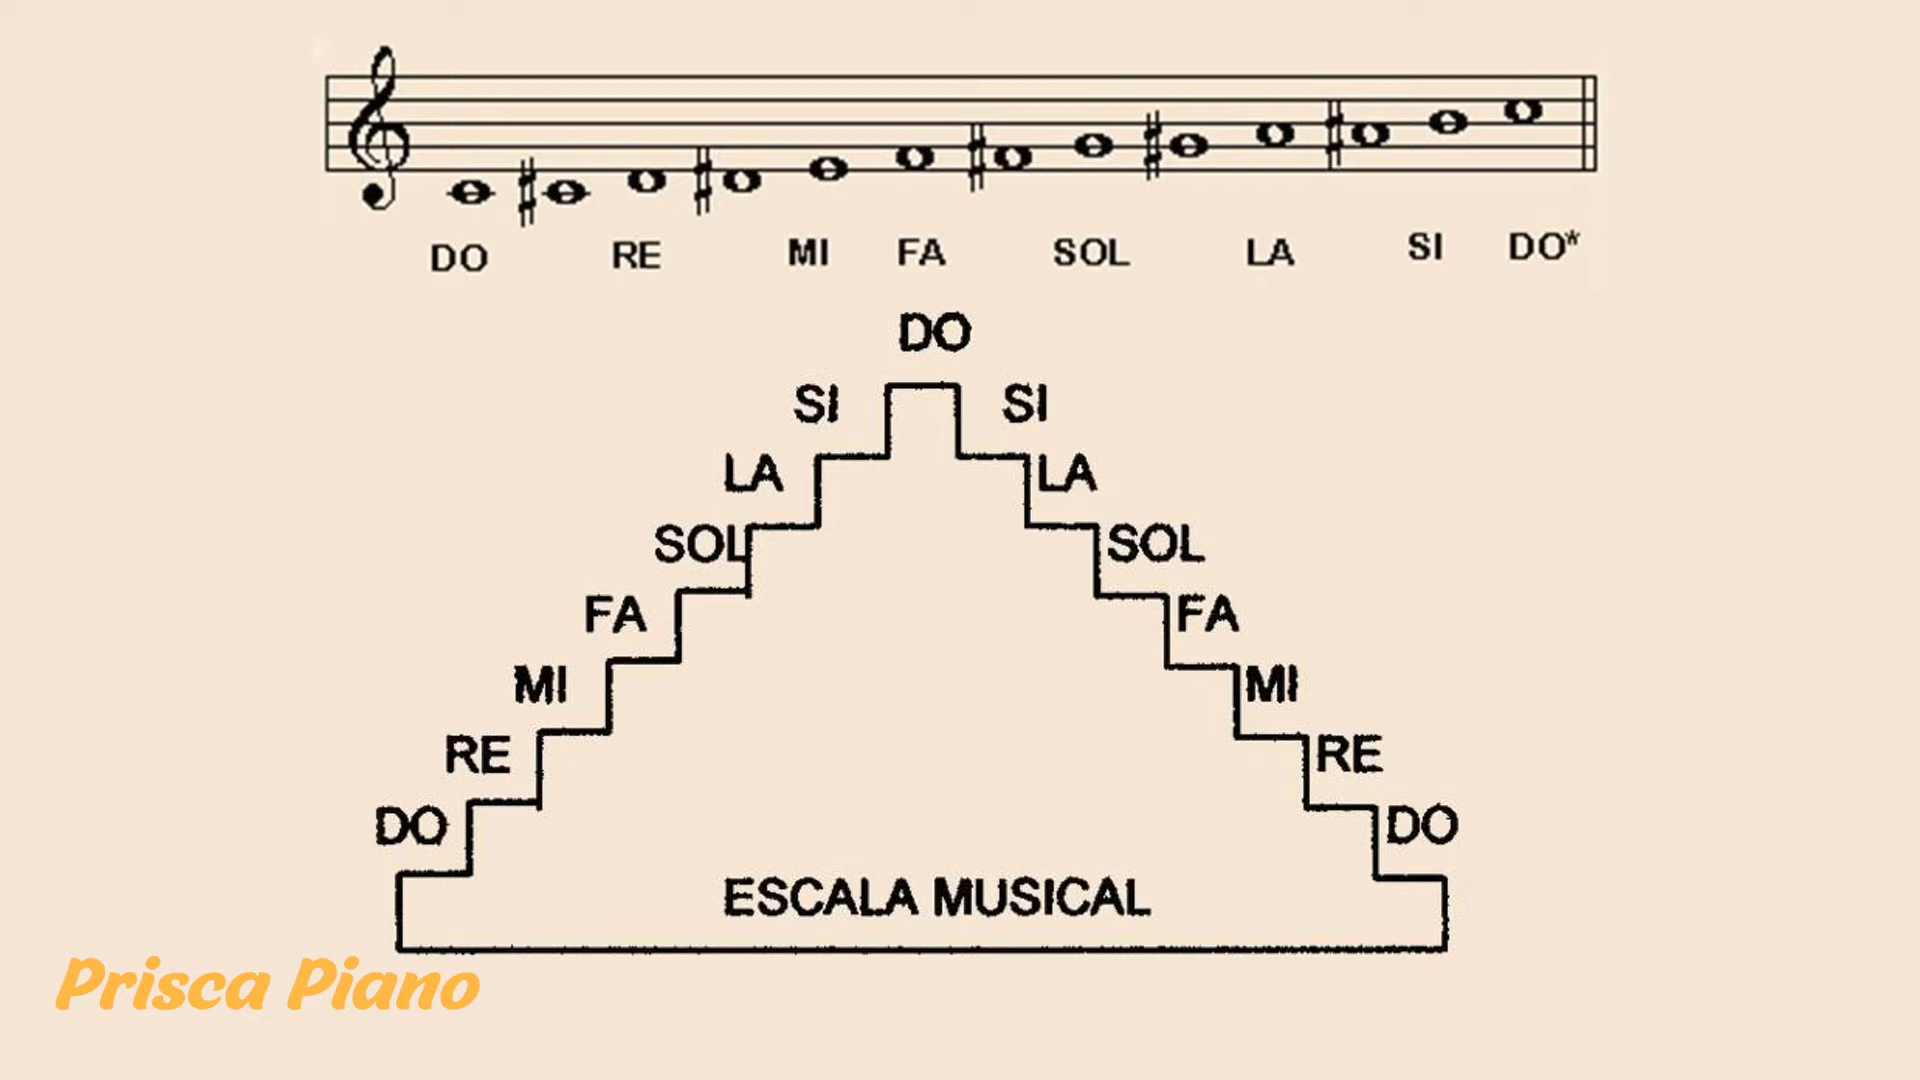 DO RE MI FA SOL LA SI DO*
DO
SI SI
LA LA
SOL SOL
FA FA
MI MI
RE RE
DO DO
ESCALA MUSICAL
Prisca Piano